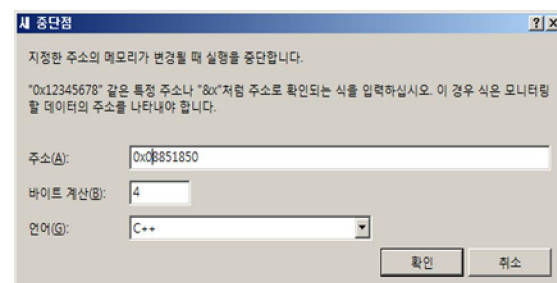 새 중단점
지정한 주소의 메모리가 변경될 때 실행을 중단합니다.
"0x12345678" 같은 특정 주소나 "&x"처럼 주소로 확인되는 식을 입력하십시오. 이 경우 식은 모니터링
할 데이터의 주소를 나타내야 합니다.
주소(A): 0x08851850
바이트 계산(B): 4
언어(G): C++
확인 취소